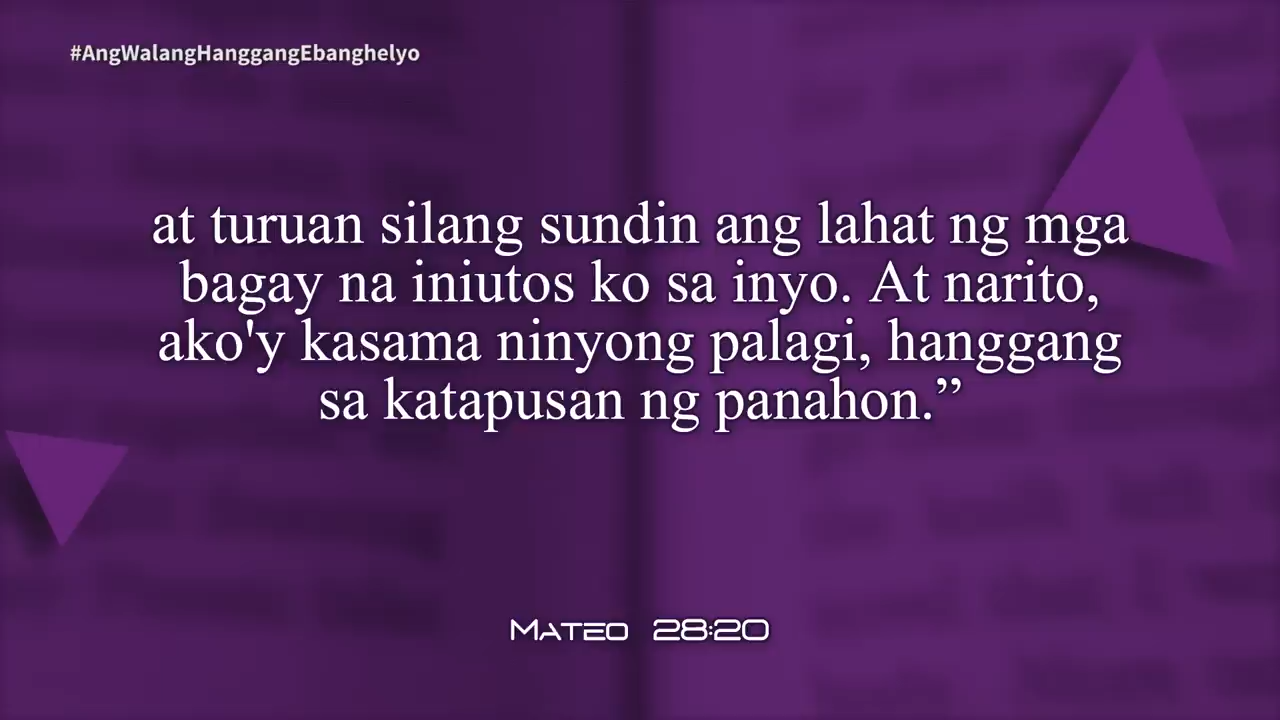 #AngWalangHanggangEbanghelyo
at turuan silang sundin ang lahat ng mga
bagay na iniutos ko sa inyo. At narito,
ako'y kasama ninyong palagi, hanggang
sa katapusan ng panahon.”
Mateo 28:20